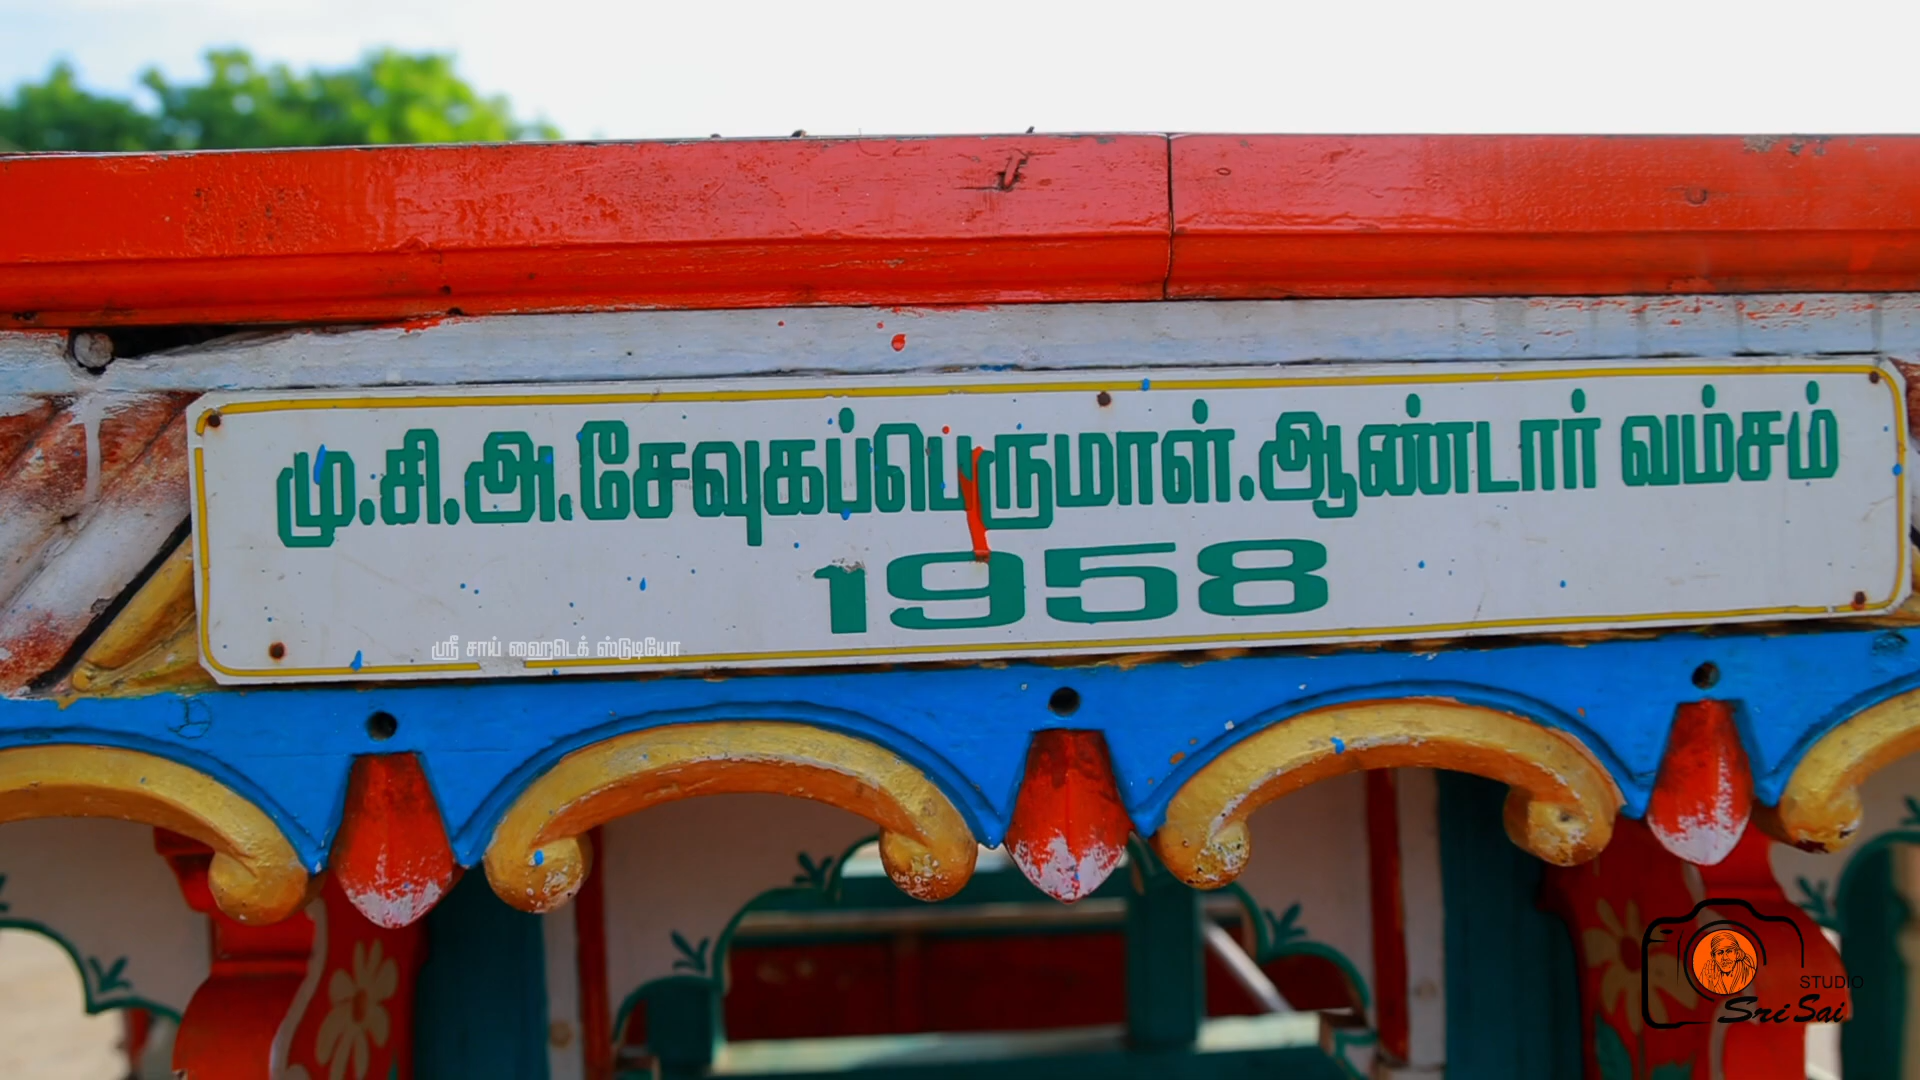 மு.சி.அ.சேவுகப்பெருமாள்.ஆண்டார் வம்சம்
1958
ஸ்ரீ சாய் ஹைடெக் ஸ்டுடியோ
STUDIO
Sri Sai